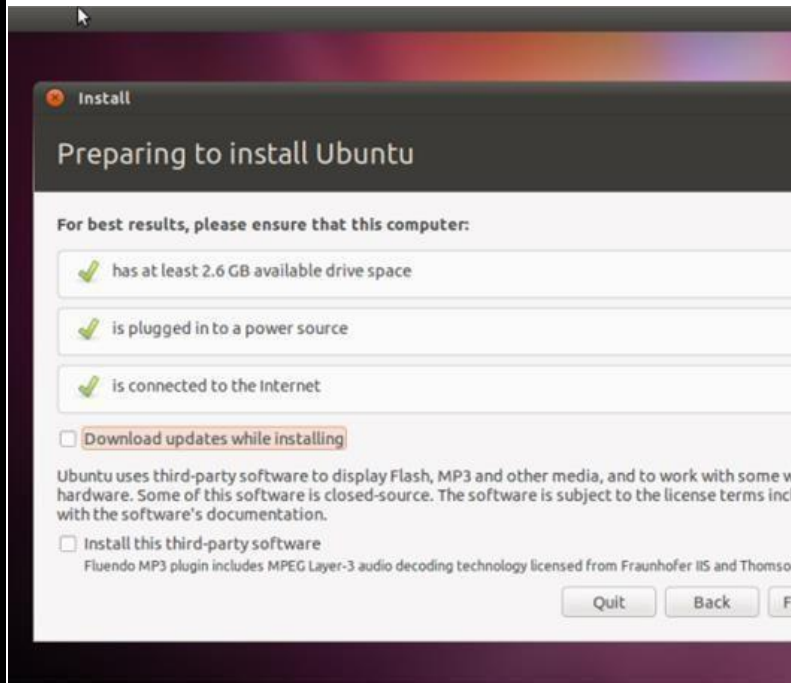 Install
Preparing to install Ubuntu
For best results, please ensure that this computer:
has at least 2.6 GB available drive space
is plugged in to a power source
is connected to the Internet
Download updates while installing
Ubuntu uses third-party software to display Flash, MP3 and other media, and to work with some
hardware. Some of this software is closed-source. The software is subject to the license terms
with the software's documentation.
Install this third-party software
Fluendo MP3 plugin includes MPEG Layer-3 audio decoding technology licensed from Fraunhofer IIS and
Quit Back